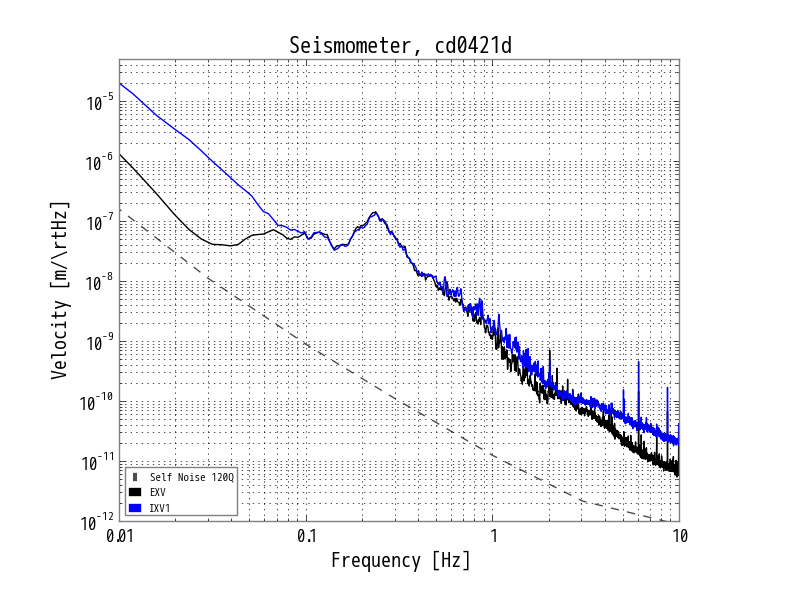 Seismometer, cd0421d
Velocity [m/\rtHz]
10^-5
10^-6
10^-7
10^-8
10^-9
10^-10
10^-11
10^-12
Self Noise 120Q
EXV
IXV1
0.01 0.1 1 10
Frequency [Hz]